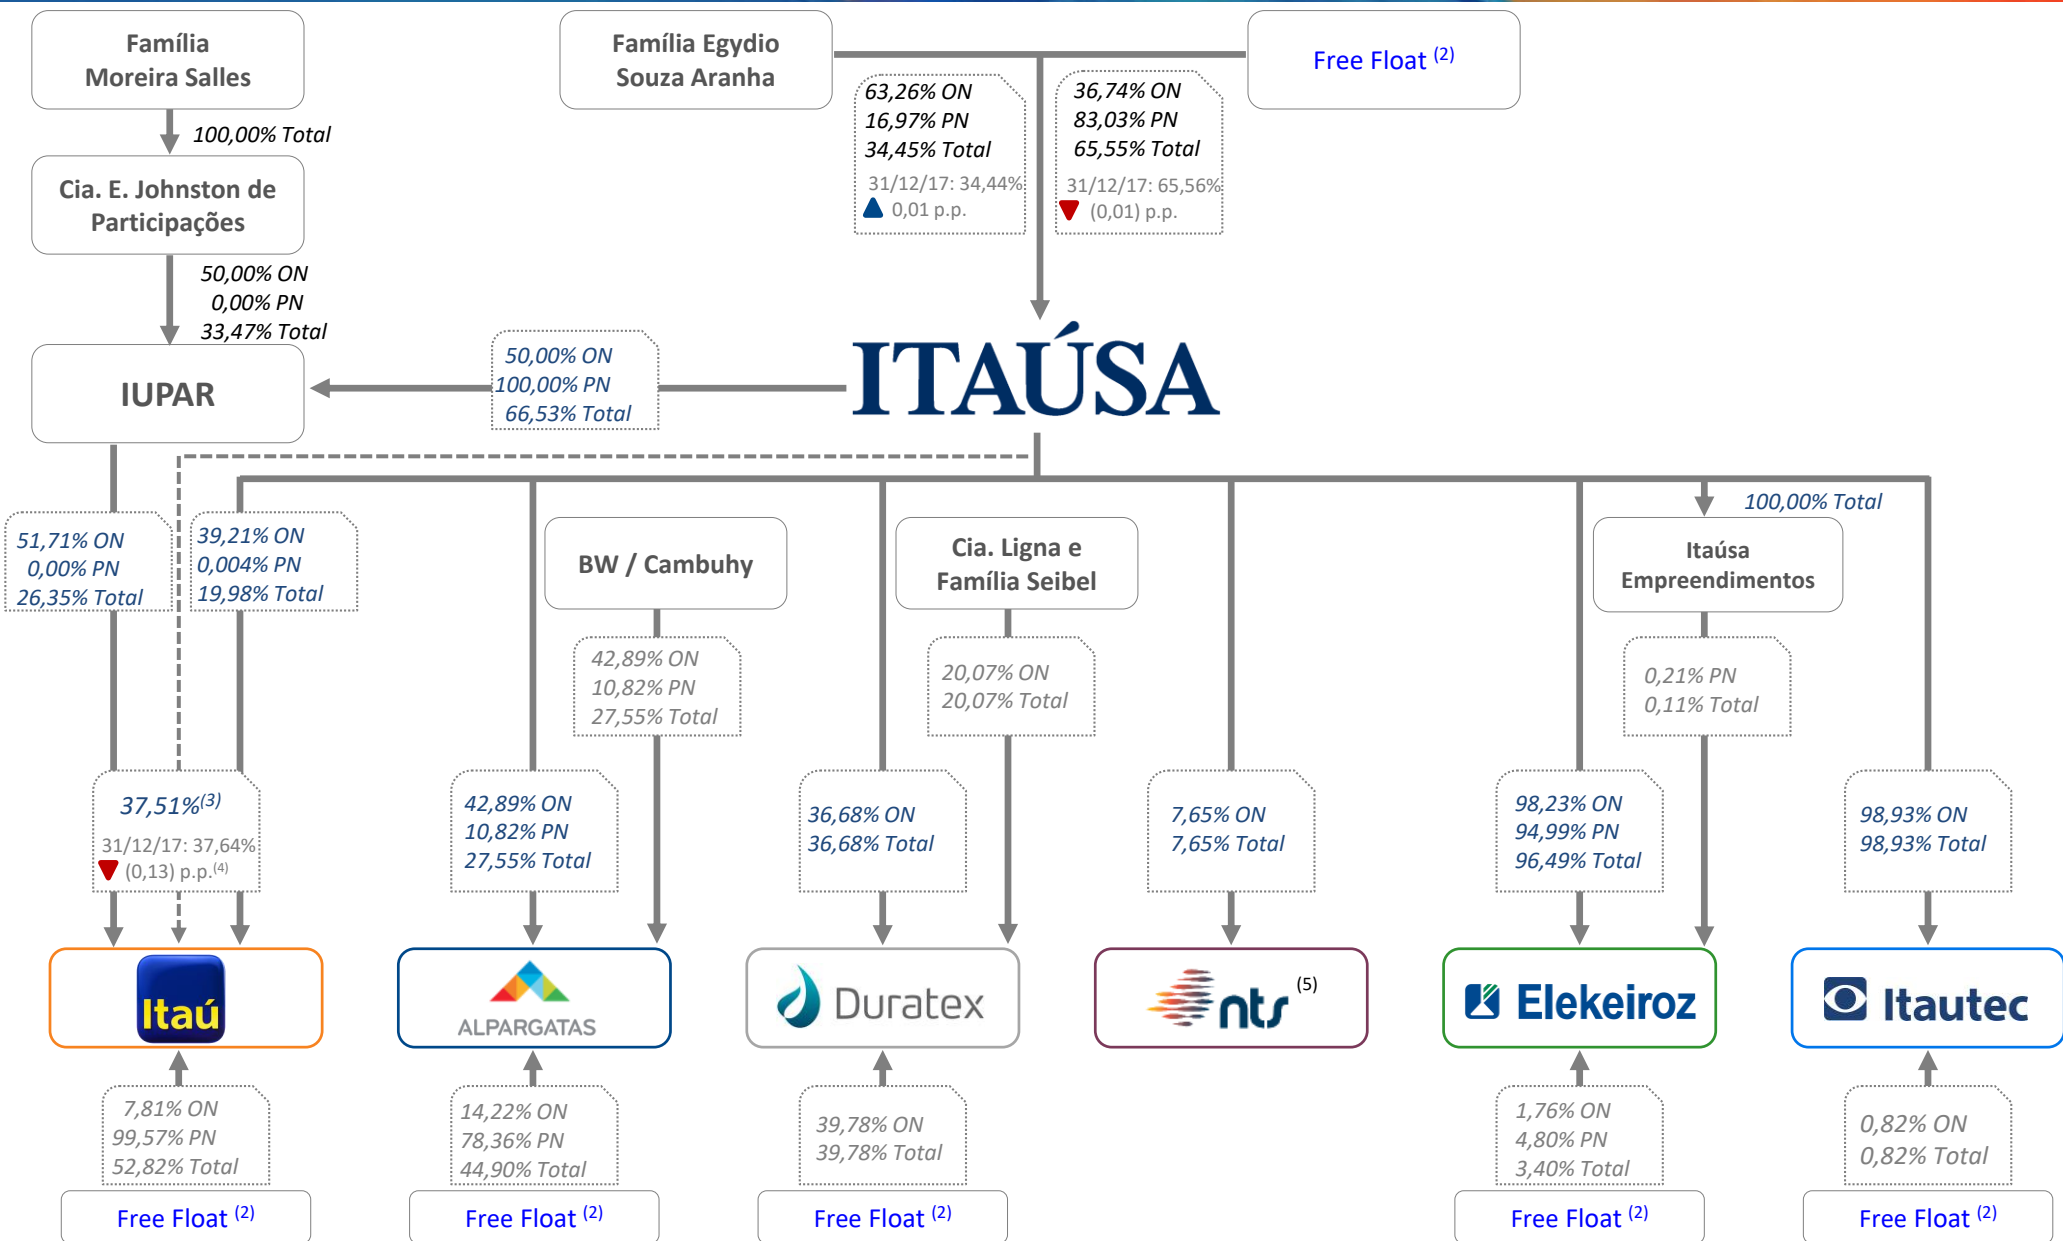 Família
Moreira Salles
Família Egydio
Souza Aranha
Free Float (2)
63,26% ON
16,97% PN
34,45% Total
31/12/17: 34,44%
0,01 p.p.
36,74% ON
83,03% PN
65,55% Total
31/12/17: 65,56%
(0,01) p.p.
100,00% Total
Cia. E. Johnston de
Participações
50,00% ON
0,00% PN
33,47% Total
IUPAR
50,00% ON
100,00% PN
66,53% Total
ITAÚSA
51,71% ON
0,00% PN
26,35% Total
39,21% ON
0,004% PN
19,98% Total
BW / Cambuhy
Cia. Ligna e
Família Seibel
100,00% Total
Itaúsa
Empreendimentos
42,89% ON
10,82% PN
27,55% Total
20,07% ON
20,07% Total
0,21% PN
0,11% Total
37,51%(3)
31/12/17: 37,64%
(0,13) p.p.(4)
42,89% ON
10,82% PN
27,55% Total
36,68% ON
36,68% Total
7,65% ON
7,65% Total
98,23% ON
94,99% PN
96,49% Total
98,93% ON
98,93% Total
Itaú
ALPARGATAS
Duratex
nts (5)
Elekeiroz
Itautec
7,81% ON
99,57% PN
52,82% Total
14,22% ON
78,36% PN
44,90% Total
39,78% ON
39,78% Total
1,76% ON
4,80% PN
3,40% Total
0,82% ON
0,82% Total
Free Float (2)
Free Float (2)
Free Float (2)
Free Float (2)
Free Float (2)